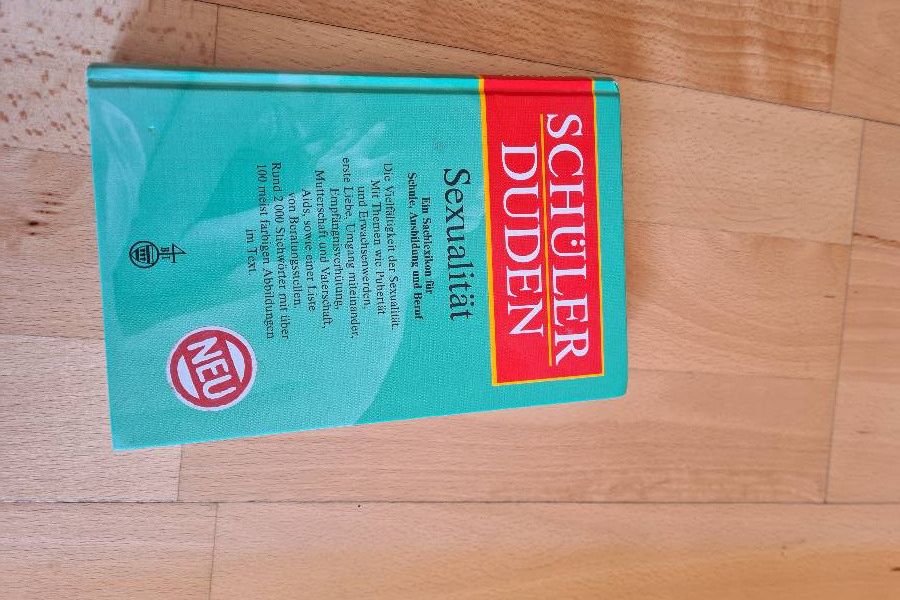 SCHÜLER
DUDEN
Sexualität
Ein Sachlexikon für
Schule, Ausbildung und Beruf
Die Vielfältigkeit der Sexualität.
Mit Themen wie Pubertät
und Erwachsenwerden,
erste Liebe, Umgang miteinander,
Empfängnisverhütung,
Mutterschaft und Vaterschaft,
Aids, sowie einer Liste
von Beratungsstellen.
Rund 2 000 Stichwörter mit über
100 meist farbigen Abbildungen
im Text.
NEU